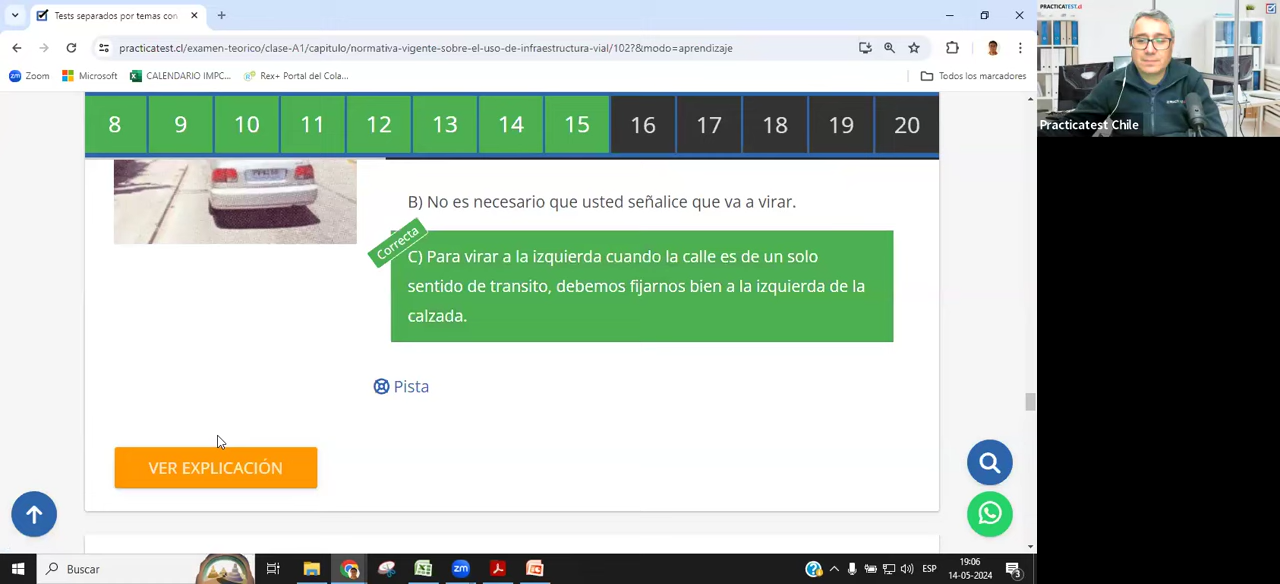 Tests separados por temas con
practicatest.cl/examen-teorico/clase-A1/capitulo/normativa-vigente-sobre-el-uso-de-infraestructura-vial/102?&modo=aprendizaje
Zoom
Microsoft
CALENDARIO IMPC...
Rex+ Portal del Cola...
Todos los marcadores
PRACTICATEST.cl
Practicatest Chile
8 9 10 11 12 13 14 15 16 17 18 19 20
B) No es necesario que usted señalice que va a virar.
Correcta
C) Para virar a la izquierda cuando la calle es de un solo
sentido de transito, debemos fijarnos bien a la izquierda de la
calzada.
Pista
VER EXPLICACIÓN
Buscar
ESP
19:06
14-05-2024
3